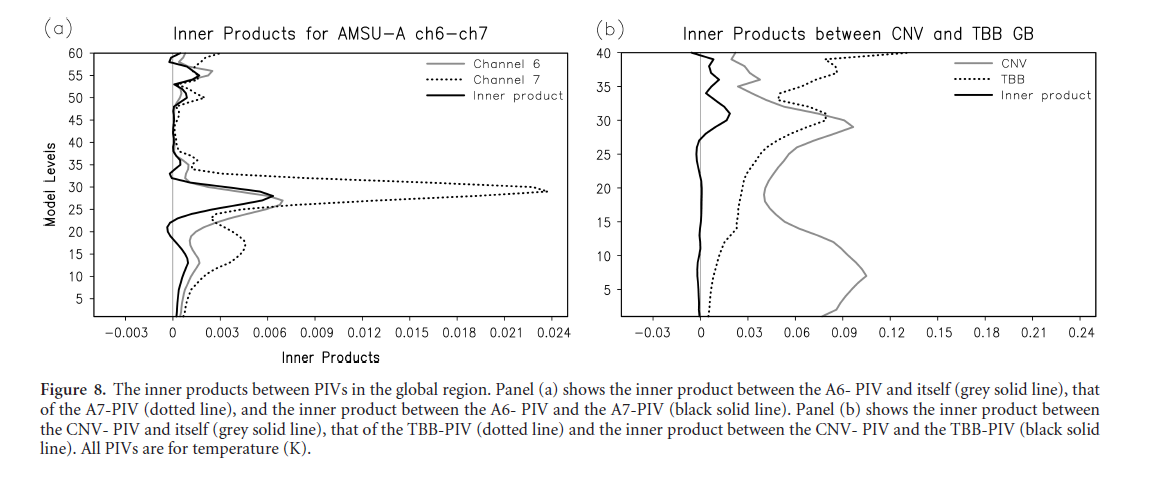 (a)
Inner Products for AMSU-A ch6-ch7
60
55
50
45
40
35
30
25
20
15
10
5
Model Levels
Channel 6
Channel 7
Inner product
-0.003 0 0.003 0.006 0.009 0.012 0.015 0.018 0.021 0.024
Inner Products
(b)
Inner Products between CNV and TBB GB
40
35
30
25
20
15
10
5
CNV
TBB
Inner product
-0.03 0 0.03 0.06 0.09 0.12 0.15 0.18 0.21 0.24
Figure 8. The inner products between PIVs in the global region. Panel (a) shows the inner product between the A6- PIV and itself (grey solid line), that
of the A7-PIV (dotted line), and the inner product between the A6- PIV and the A7-PIV (black solid line). Panel (b) shows the inner product between
the CNV- PIV and itself (grey solid line), that of the TBB-PIV (dotted line) and the inner product between the CNV- PIV and the TBB-PIV (black solid
line). All PIVs are for temperature (K).